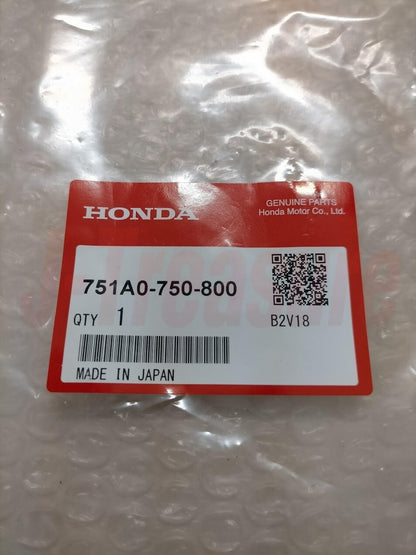 HONDA
GENUINE PARTS
Honda Motor Co., Ltd.
751A0-750-800
QTY 1
B2V18
MADE IN JAPAN